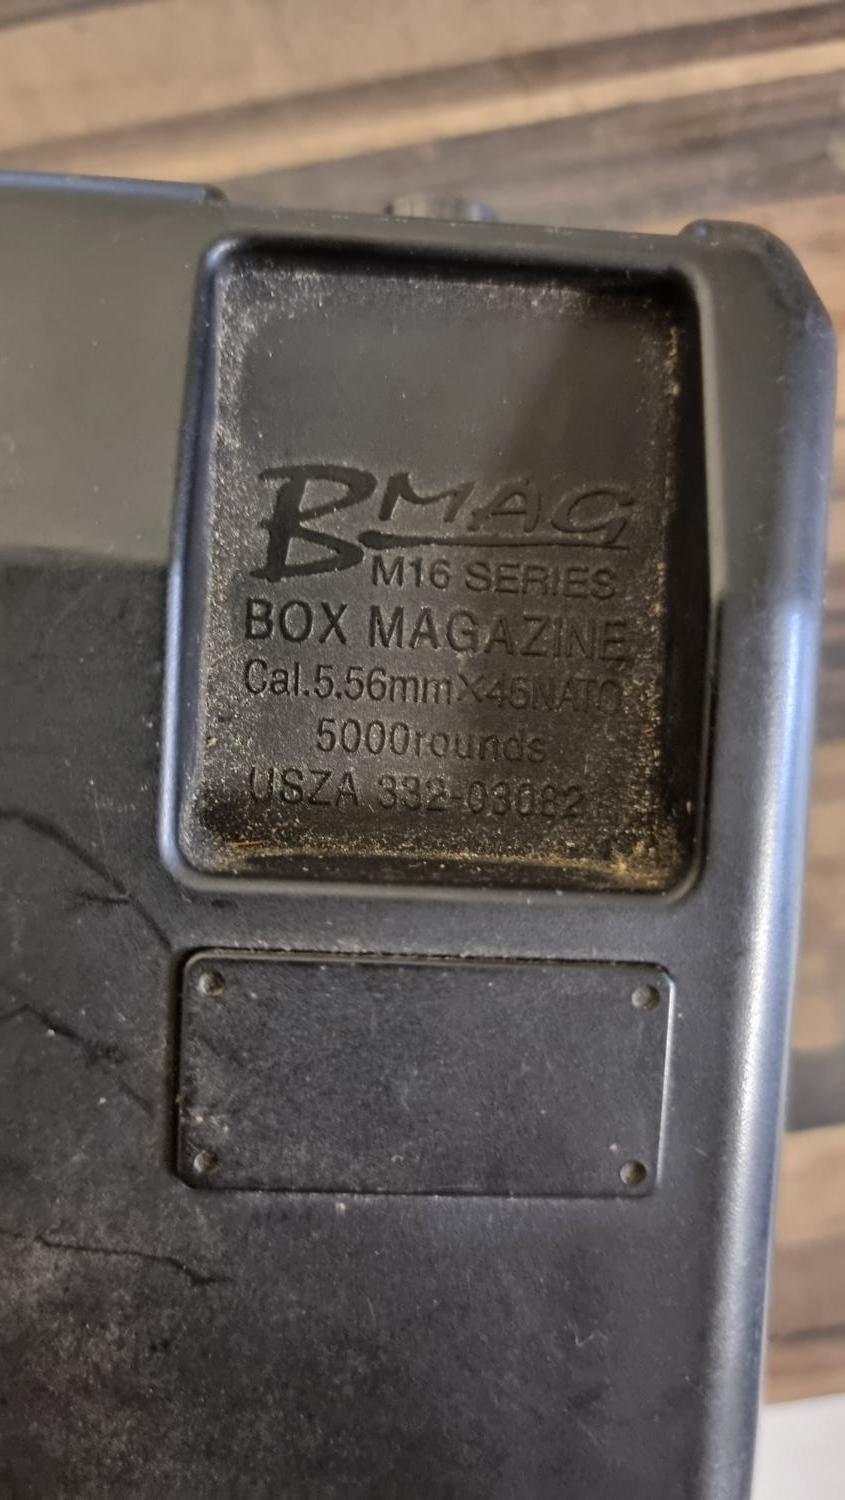 BMAG
M16 SERIES
BOX MAGAZINE
Cal.5.56mmX45NATO
5000rounds
USZA 332-03082